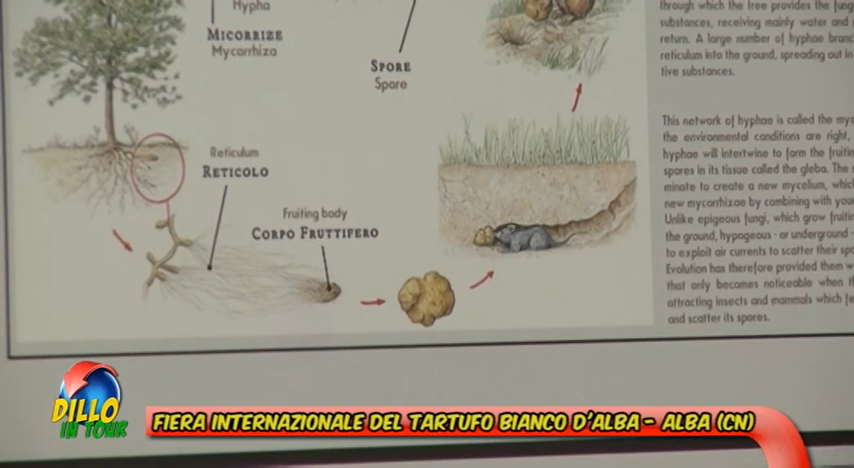 Hypha
MICORRIZE
Mycorrhiza
SPORE
Spore
Reticulum
RETICOLO
Fruiting body
CORPO FRUTTIFERO
through which the tree provides the
substances, receiving mainly water and
return. A large number of hyphae
reticulum into the ground, spreading out in
tive substances.
This network of hyphae is called the
the environmental conditions are right,
hyphae will intertwine to form the
spores in its tissue called the gleba. The
minate to create a new mycelium,
new mycorrhizae by combining with
Unlike epigeous fungi, which grow
the ground, hypogeous - or underground -
to exploit air currents to scatter their
Evolution has therefore provided them
that only becomes noticeable when
attracting insects and mammals which
and scatter its spores.
DILLO
IN TOUR
FIERA INTERNAZIONALE DEL TARTUFO BIANCO D'ALBA - ALBA (CN)